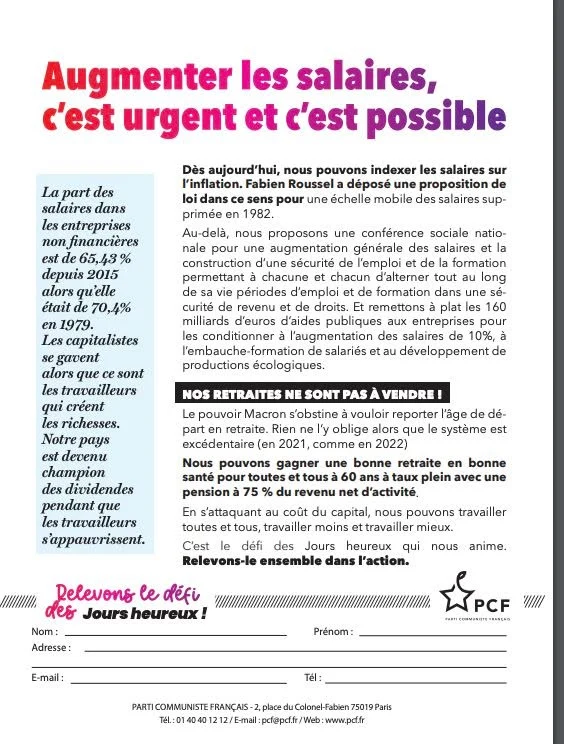 Augmenter les salaires,
c'est urgent et c'est possible
La part des
salaires dans
les entreprises
non financières
est de 65,43 %
depuis 2015
alors qu'elle
était de 70,4%
en 1979.
Les capitalistes
se gavent
alors que ce sont
les travailleurs
qui créent
les richesses.
Notre pays
est devenu
champion
des dividendes
pendant que
les travailleurs
s'appauvrissent.
Dès aujourd'hui, nous pouvons indexer les salaires sur
l'inflation. Fabien Roussel a déposé une proposition de
loi dans ce sens pour une échelle mobile des salaires sup-
primée en 1982.
Au-delà, nous proposons une conférence sociale natio-
nale pour une augmentation générale des salaires et la
construction d'une sécurité de l'emploi et de la formation
permettant à chacune et chacun d'alterner tout au long
de sa vie périodes d'emploi et de formation dans une sé-
curité de revenu et de droits. Et remettons à plat les 160
milliards d'euros d'aides publiques aux entreprises pour
les conditionner à l'augmentation des salaires de 10%, à
l'embauche-formation de salariés et au développement de
productions écologiques.
NOS RETRAITES NE SONT PAS À VENDRE !
Le pouvoir Macron s'obstine à vouloir reporter l'âge de dé-
part en retraite. Rien ne l'y oblige alors que le système est
excédentaire (en 2021, comme en 2022)
Nous pouvons gagner une bonne retraite en bonne
santé pour toutes et tous à 60 ans à taux plein avec une
pension à 75 % du revenu net d'activité.
En s'attaquant au coût du capital, nous pouvons travailler
toutes et tous, travailler moins et travailler mieux.
C'est le défi des Jours heureux qui nous anime.
Relevons-le ensemble dans l'action.
Relevons le défi
des Jours heureux !
PCF
PARTI COMMUNISTE FRANÇAIS
Nom : Prénom :
Adresse :
E-mail : Tél :
PARTI COMMUNISTE FRANÇAIS - 2, place du Colonel-Fabien 75019 Paris
Tél. : 01 40 40 12 12 / E-mail : pcf@pcf.fr / Web : www.pcf.fr